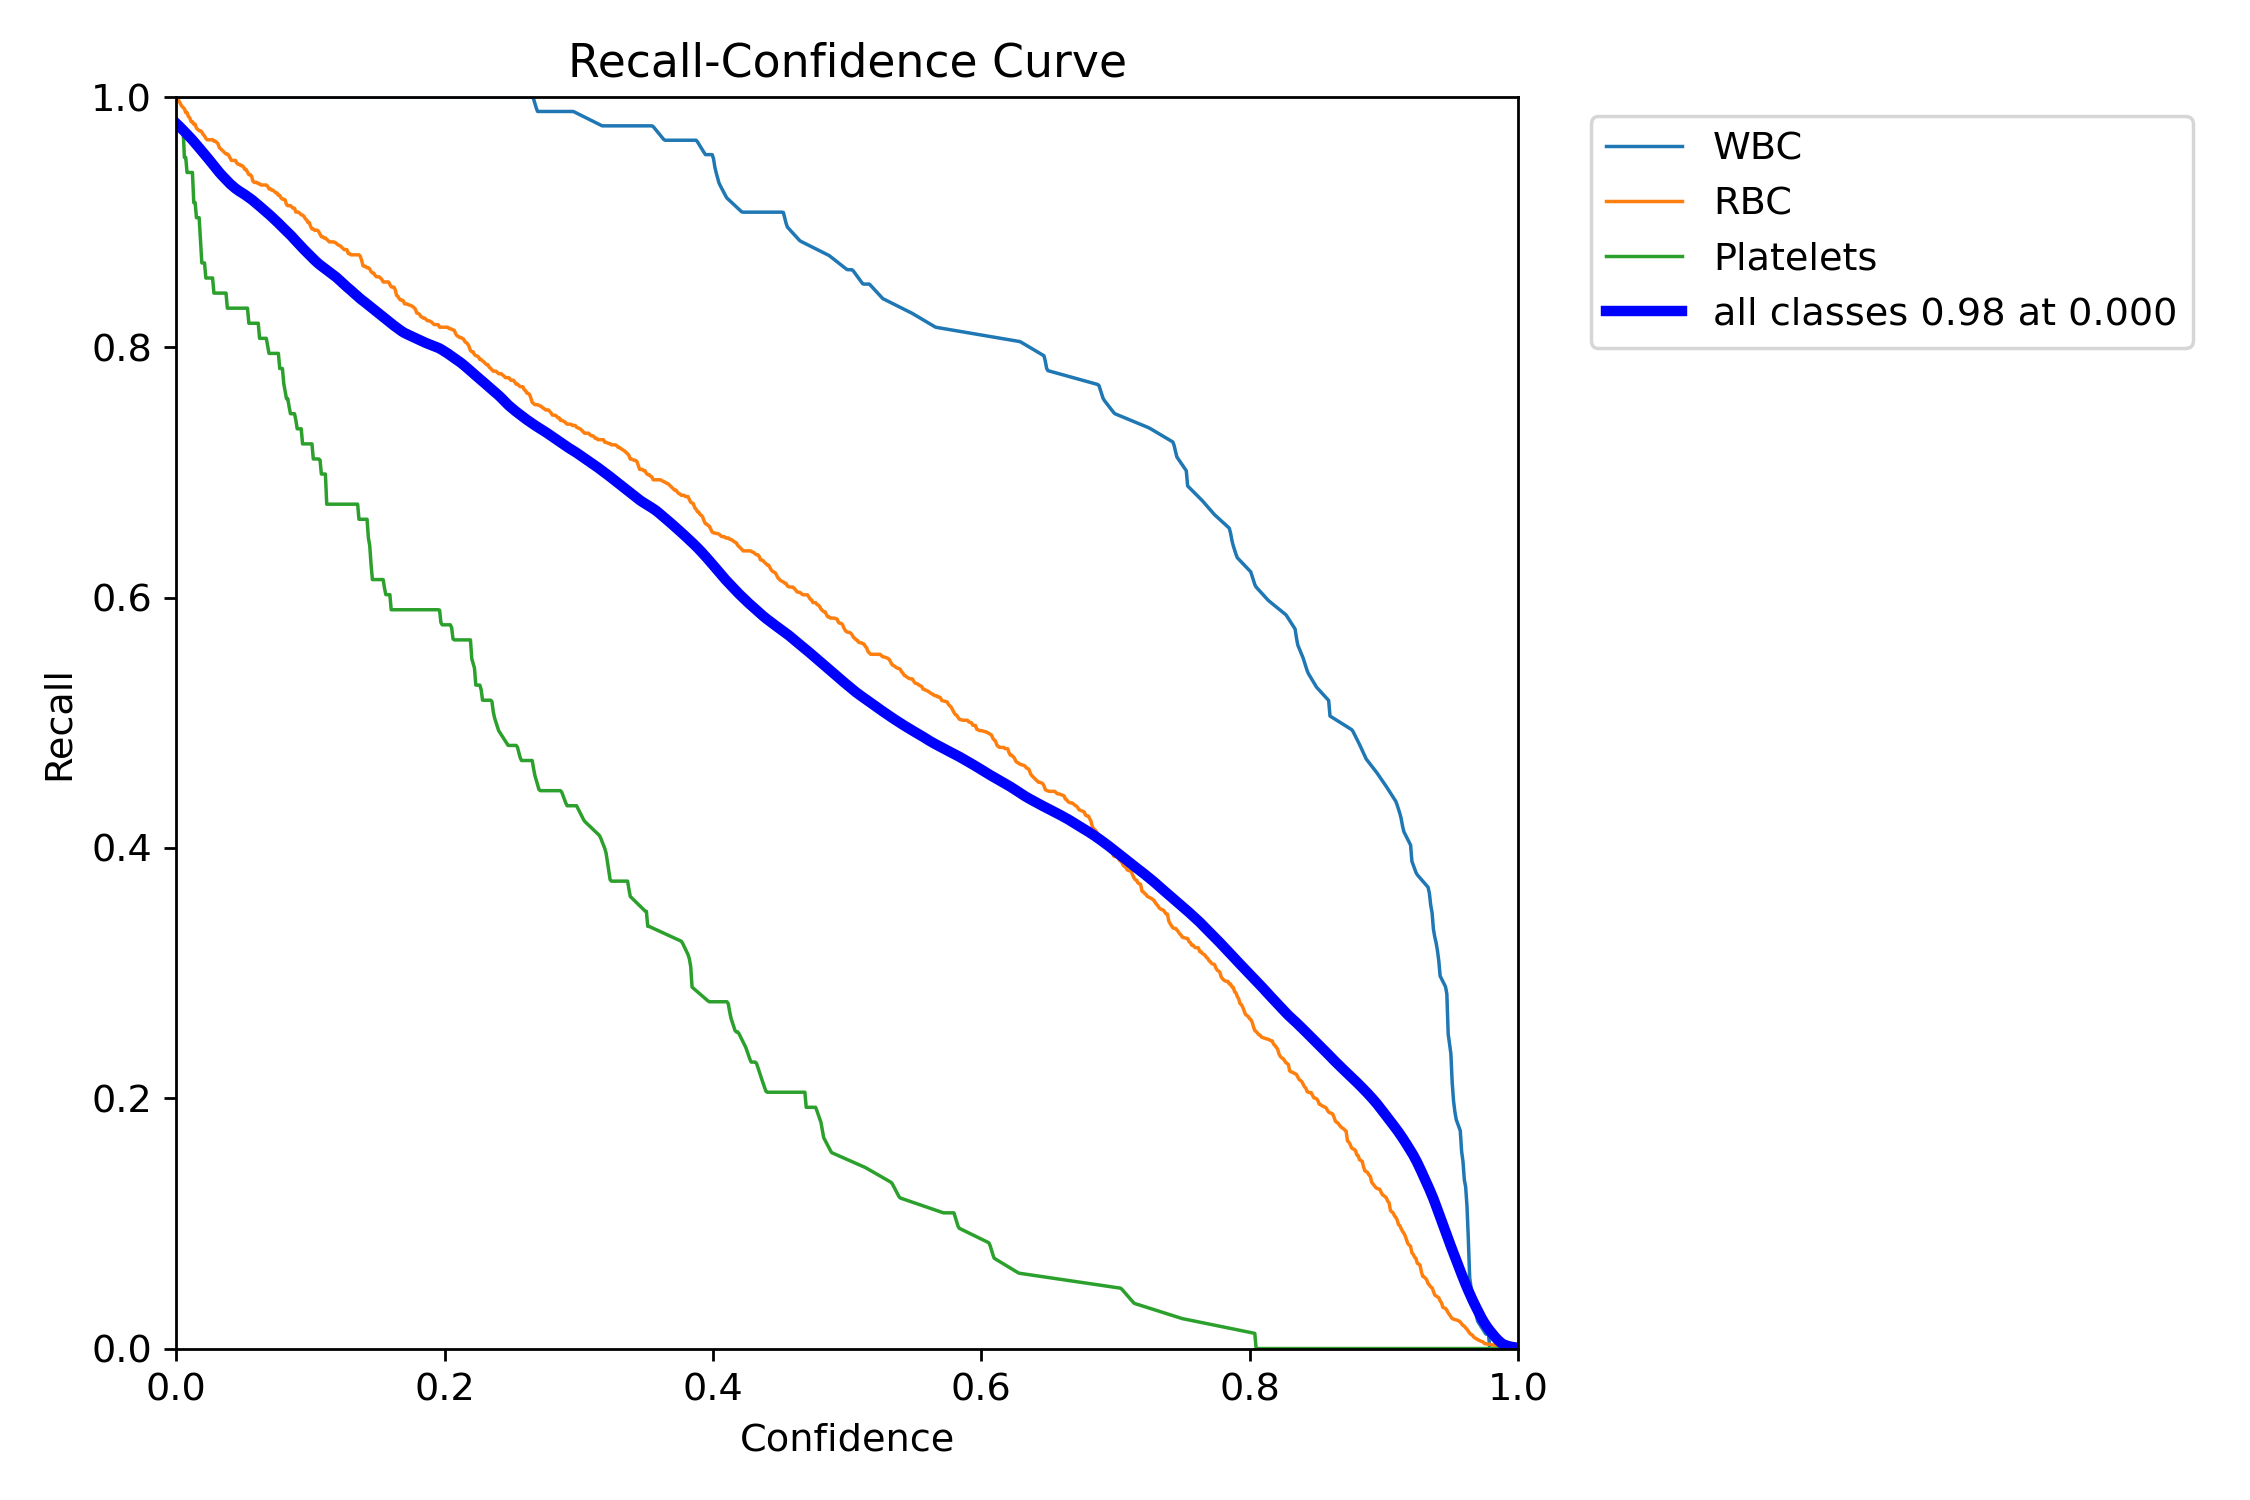 Recall-Confidence Curve
1.0
0.8
0.6
0.4
0.2
0.0
Recall
0.0 0.2 0.4 0.6 0.8 1.0
Confidence
WBC
RBC
Platelets
all classes 0.98 at 0.000